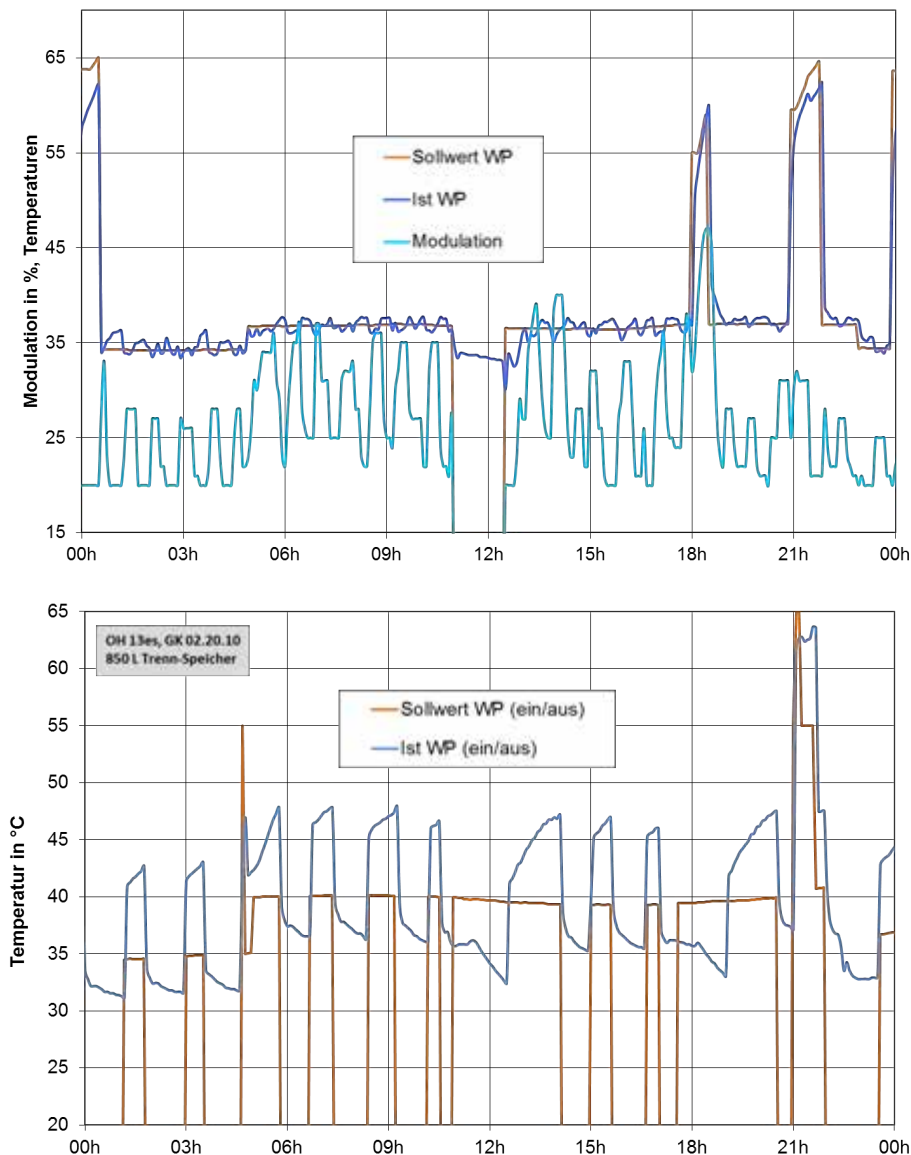 Modulation in %, Temperaturen
65
55
45
35
25
15
Sollwert WP
Ist WP
Modulation
00h 03h 06h 09h 12h 15h 18h 21h 00h
Temperatur in °C
65
60
55
50
45
40
35
30
25
20
OH 13es, GK 02.20.10
850 L Trenn-Speicher
Sollwert WP (ein/aus)
Ist WP (ein/aus)
00h 03h 06h 09h 12h 15h 18h 21h 00h